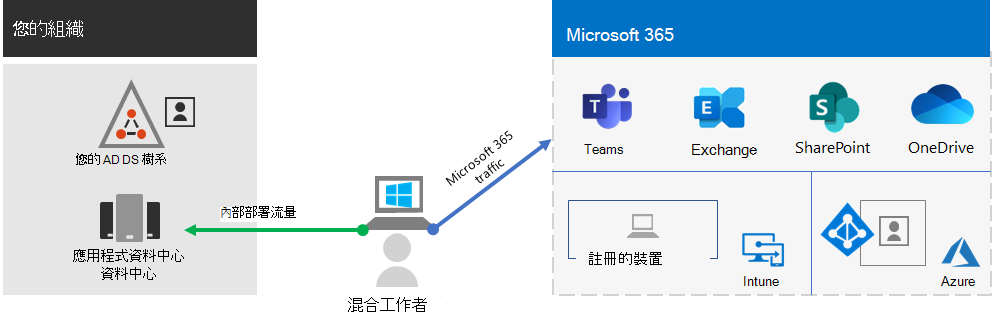 您的組織
Microsoft 365
您的 AD DS 樹系
應用程式資料中心
資料中心
內部部署流量
Microsoft 365
traffic
混合工作者
Teams
Exchange
SharePoint
OneDrive
註冊的裝置
Intune
Azure